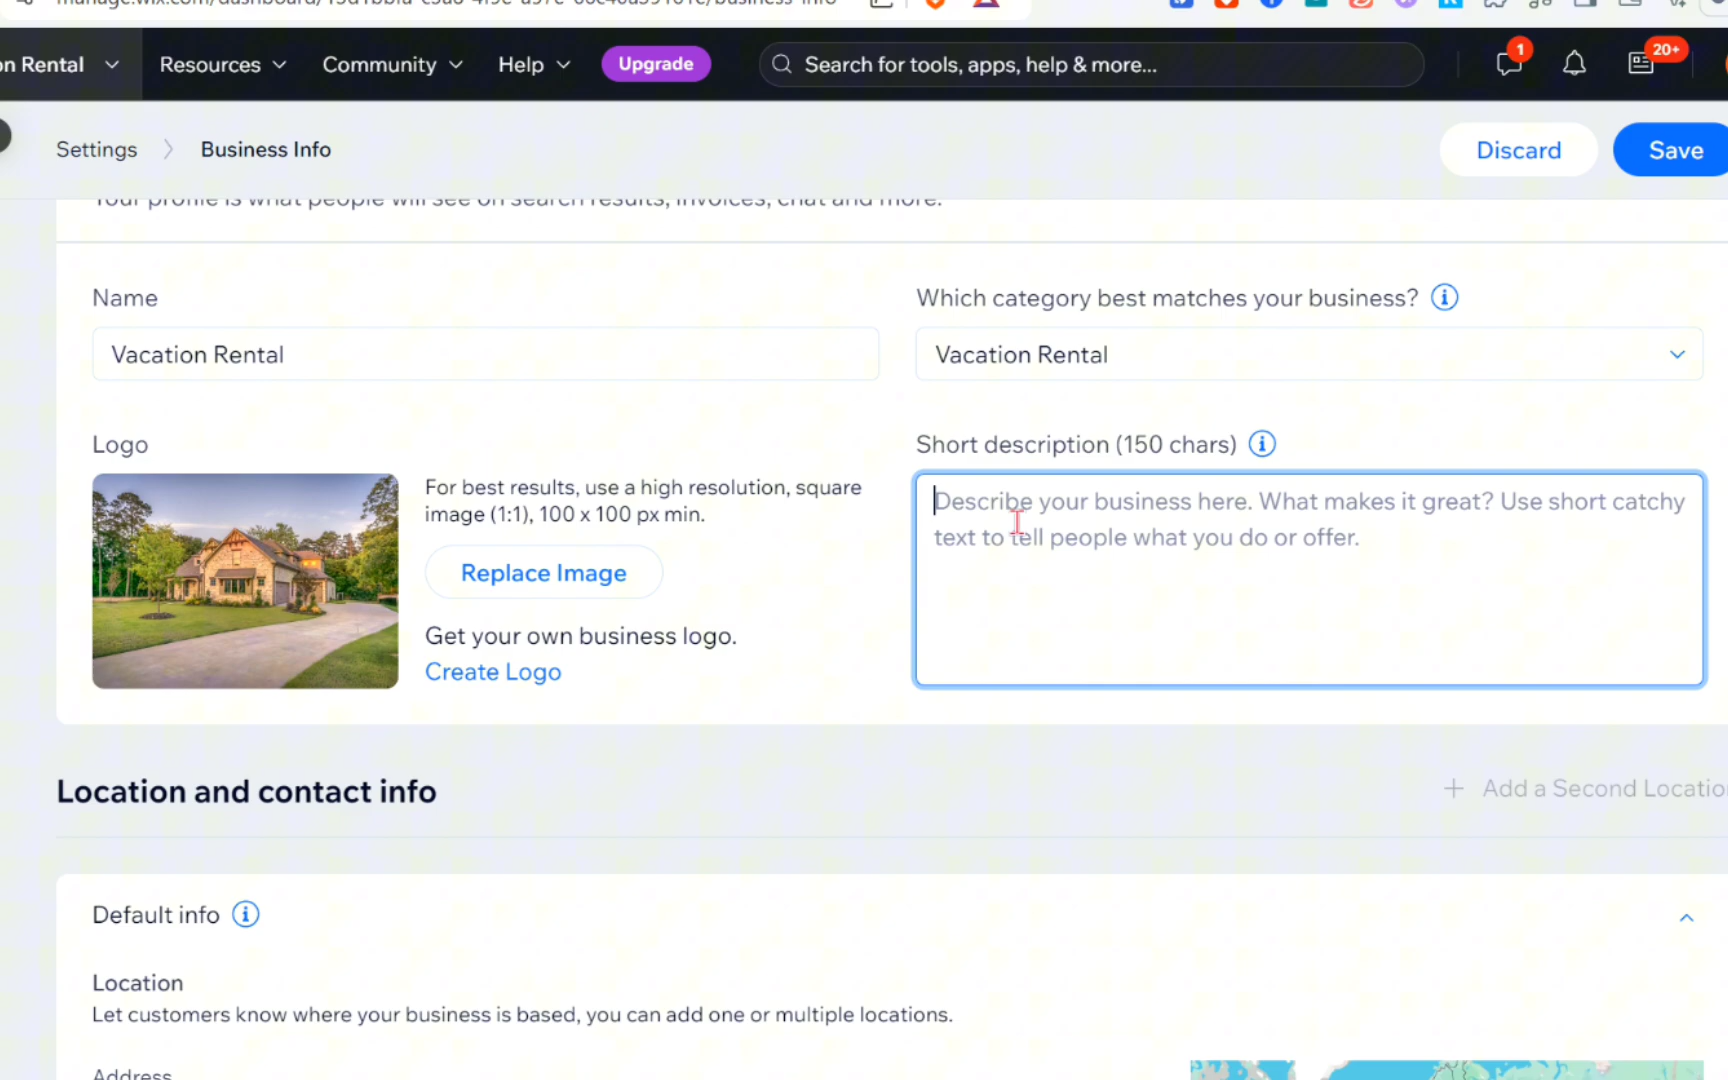 on Rental
Resources
Community
Help
Upgrade
Search for tools, apps, help & more...
1
20+
Settings
Business Info
Discard
Save
Your profile is what people will see on search results, invoices, chat and more.
Name
Which category best matches your business?
Vacation Rental
Vacation Rental
Logo
Short description (150 chars)
For best results, use a high resolution, square
image (1:1), 100 x 100 px min.
Describe your business here. What makes it great? Use short catchy
text to tell people what you do or offer.
Replace Image
Get your own business logo.
Create Logo
Location and contact info
Add a Second Locatio
Default info
Location
Let customers know where your business is based, you can add one or multiple locations.
Address